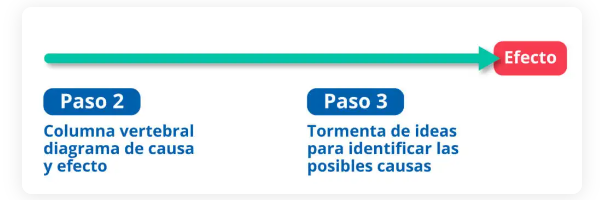 Efecto
Paso 2
Columna vertebral
diagrama de causa
y efecto
Paso 3
Tormenta de ideas
para identificar las
posibles causas